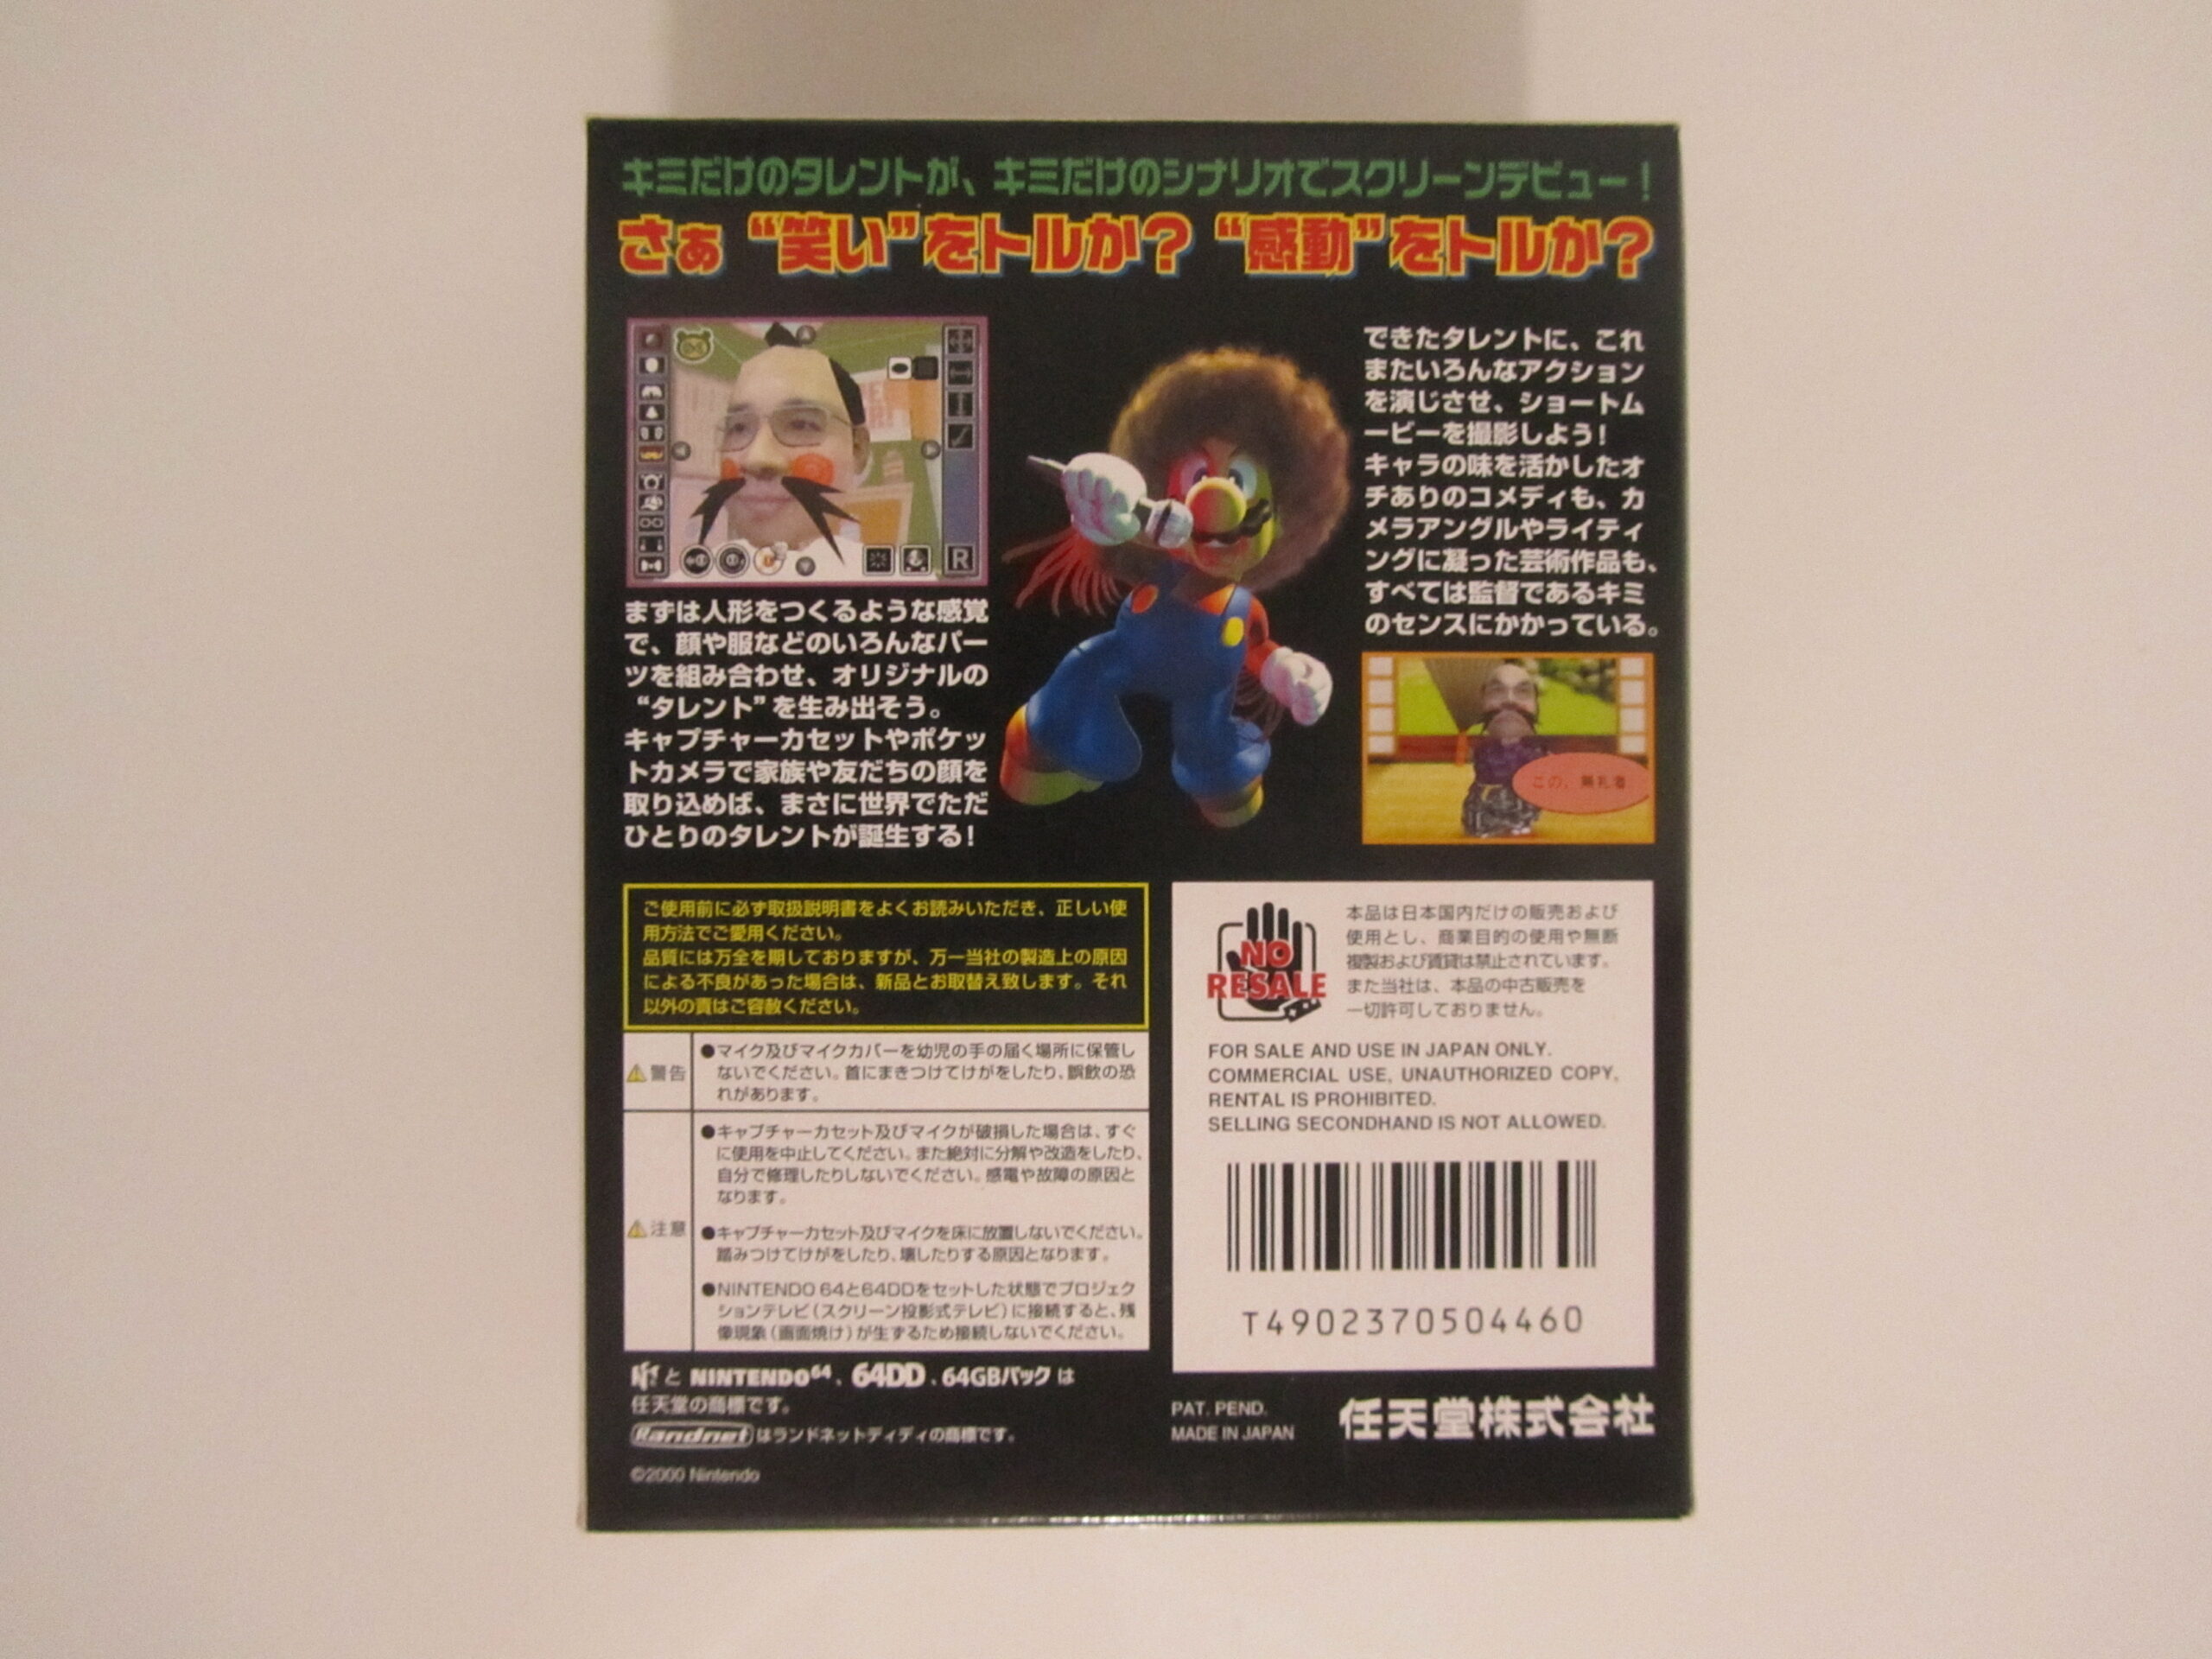 キミだけのタレントが、キミだけのシナリオでスクリーンデビュー！
さぁ “笑い”をトルか？ “感動”をトルか？
R
まずは人形をつくるような感覚
で、顔や服などのいろんなパー
ツを組み合わせ、オリジナルの
“タレント”を生み出そう。
キャプチャーカセットやポケッ
トカメラで家族や友だちの顔を
取り込めば、まさに世界でただ
ひとりのタレントが誕生する！
できたタレントに、これ
またいろんなアクション
を演じさせ、ショートム
ービーを撮影しよう！
キャラの味を活かしたオ
チありのコメディも、カ
メラアングルやライティ
ングに凝った芸術作品も、
すべては監督であるキミ
のセンスにかかっている。
この、無礼者
ご使用前に必ず取扱説明書をよくお読みいただき、正しい使
用方法でご愛用ください。
品質には万全を期しておりますが、万一当社の製造上の原因
による不良があった場合は、新品とお取替え致します。それ
以外の責はご容赦ください。
警告
●マイク及びマイクカバーを幼児の手の届く場所に保管し
ないでください。首にまきつけてけがをしたり、誤飲の恐
れがあります。
注意
●キャプチャーカセット及びマイクが破損した場合は、すぐ
に使用を中止してください。また絶対に分解や改造をしたり、
自分で修理したりしないでください。感電や故障の原因と
なります。
●キャプチャーカセット及びマイクを床に放置しないでください。
踏みつけてけがをしたり、壊したりする原因となります。
●NINTENDO 64と64DDをセットした状態でプロジェク
ションテレビ（スクリーン投影式テレビ）に接続すると、残
像現象（画面焼け）が生ずるため接続しないでください。
と NINTENDO64、64DD、64GBパック は
任天堂の商標です。
Randnetはランドネットディディの商標です。
©2000 Nintendo
NO
RESALE
本品は日本国内だけの販売および
使用とし、商業目的の使用や無断
複製および賃貸は禁止されています。
また当社は、本品の中古販売を
一切許可しておりません。
FOR SALE AND USE IN JAPAN ONLY.
COMMERCIAL USE, UNAUTHORIZED COPY,
RENTAL IS PROHIBITED.
SELLING SECONDHAND IS NOT ALLOWED.
T4902370504460
PAT. PEND.
MADE IN JAPAN
任天堂株式会社